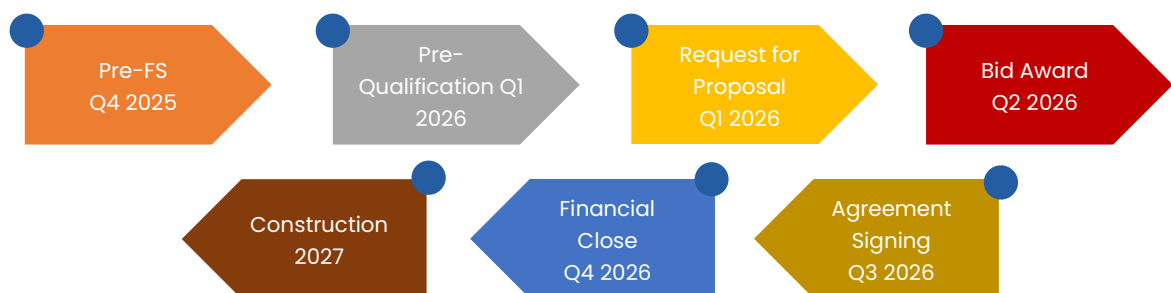 Pre-FS
Q4 2025
Pre-
Qualification Q1
2026
Request for
Proposal
Q1 2026
Bid Award
Q2 2026
Construction
2027
Financial
Close
Q4 2026
Agreement
Signing
Q3 2026